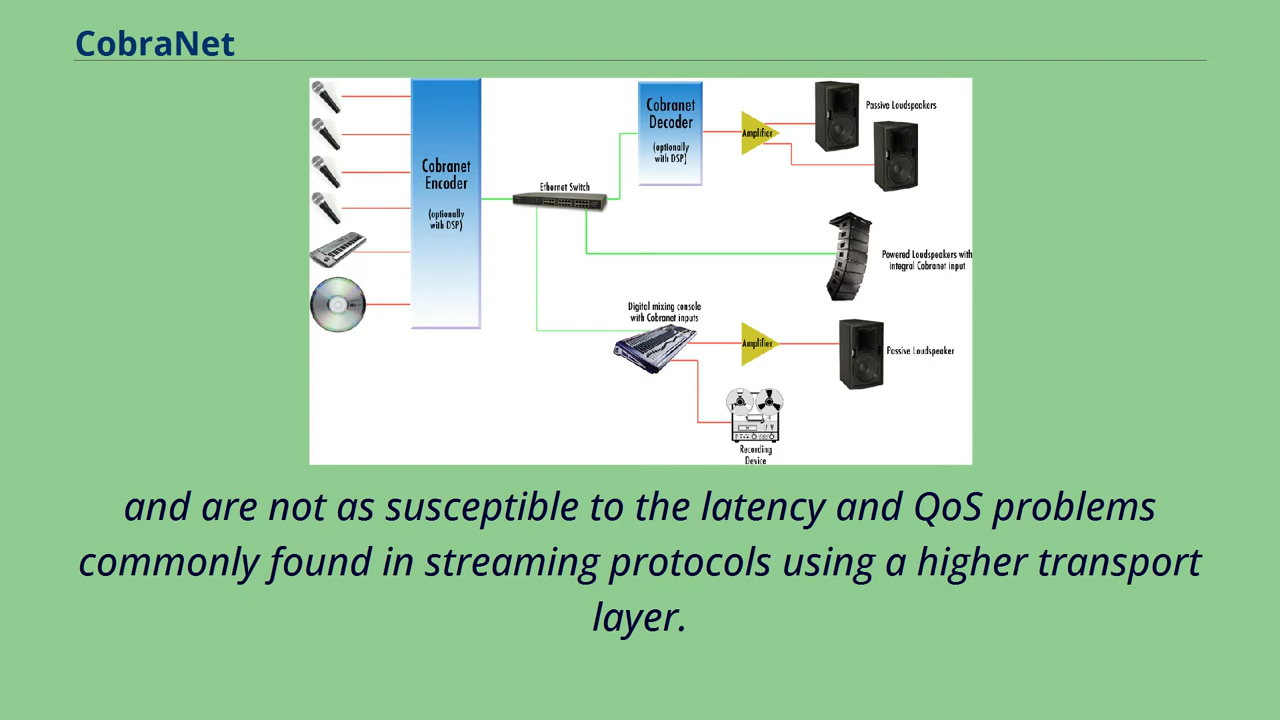 CobraNet
Cobranet
Encoder
(optionally
with DSP)
Ethernet Switch
Cobranet
Decoder
(optionally
with DSP)
Amplifier
Passive Loudspeakers
Powered Loudspeakers with
integral Cobranet input
Digital mixing console
with Cobranet inputs
Amplifier
Passive Loudspeaker
Recording
Device
and are not as susceptible to the latency and QoS problems
commonly found in streaming protocols using a higher transport
layer.